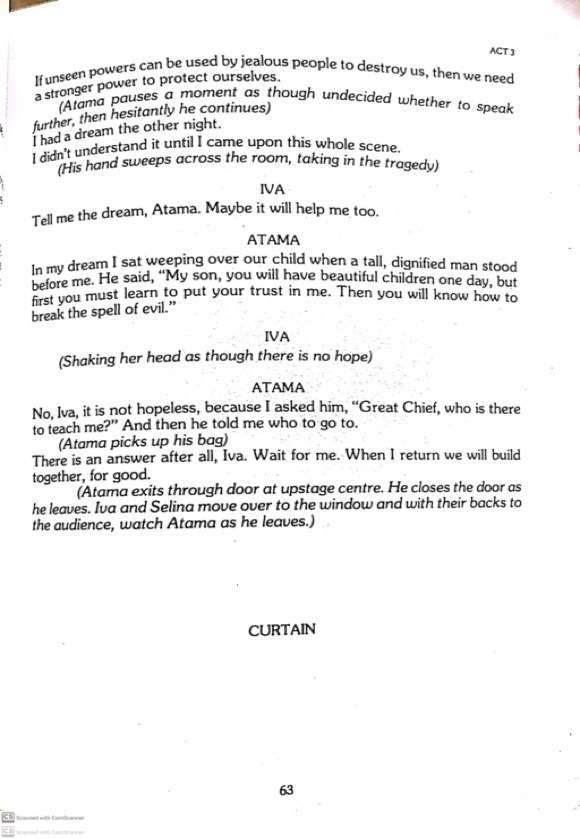 ACT 3
If unseen powers can be used by jealous people to destroy us, then we need
a stronger power to protect ourselves.
(Atama pauses a moment as though undecided whether to speak
further, then hesitantly he continues)
I had a dream the other night.
I didn't understand it until I came upon this whole scene.
(His hand sweeps across the room, taking in the tragedy)
IVA
Tell me the dream, Atama. Maybe it will help me too.
ATAMA
In my dream I sat weeping over our child when a tall, dignified man stood
before me. He said, “My son, you will have beautiful children one day, but
first you must learn to put your trust in me. Then you will know how to
break the spell of evil.”
IVA
(Shaking her head as though there is no hope)
ATAMA
No, Iva, it is not hopeless, because I asked him, “Great Chief, who is there
to teach me?” And then he told me who to go to.
(Atama picks up his bag)
There is an answer after all, Iva. Wait for me. When I return we will build
together, for good.
(Atama exits through door at upstage centre. He closes the door as
he leaves. Iva and Selina move over to the window and with their backs to
the audience, watch Atama as he leaves.)
CURTAIN
63
CS Scanned with CamScanner
CS Scanned with CamScanner